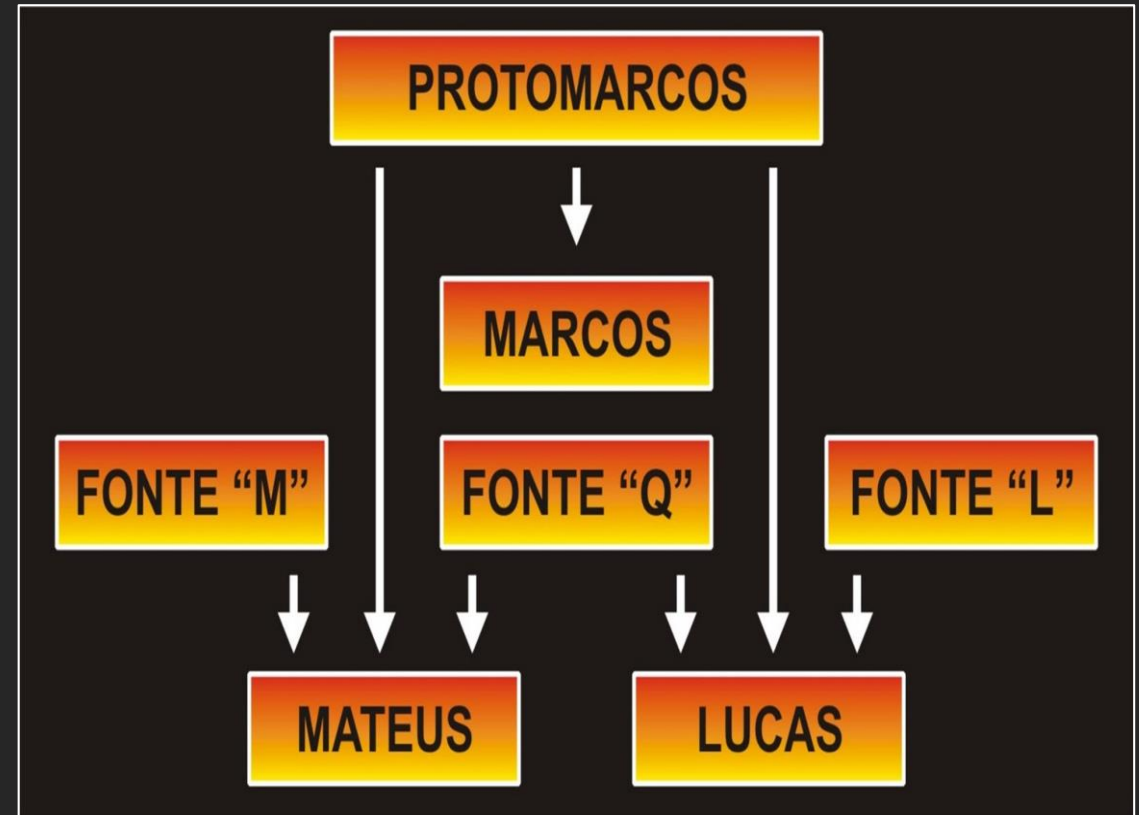 PROTOMARCOS
MARCOS
FONTE “M”
FONTE “Q”
FONTE “L”
MATEUS
LUCAS